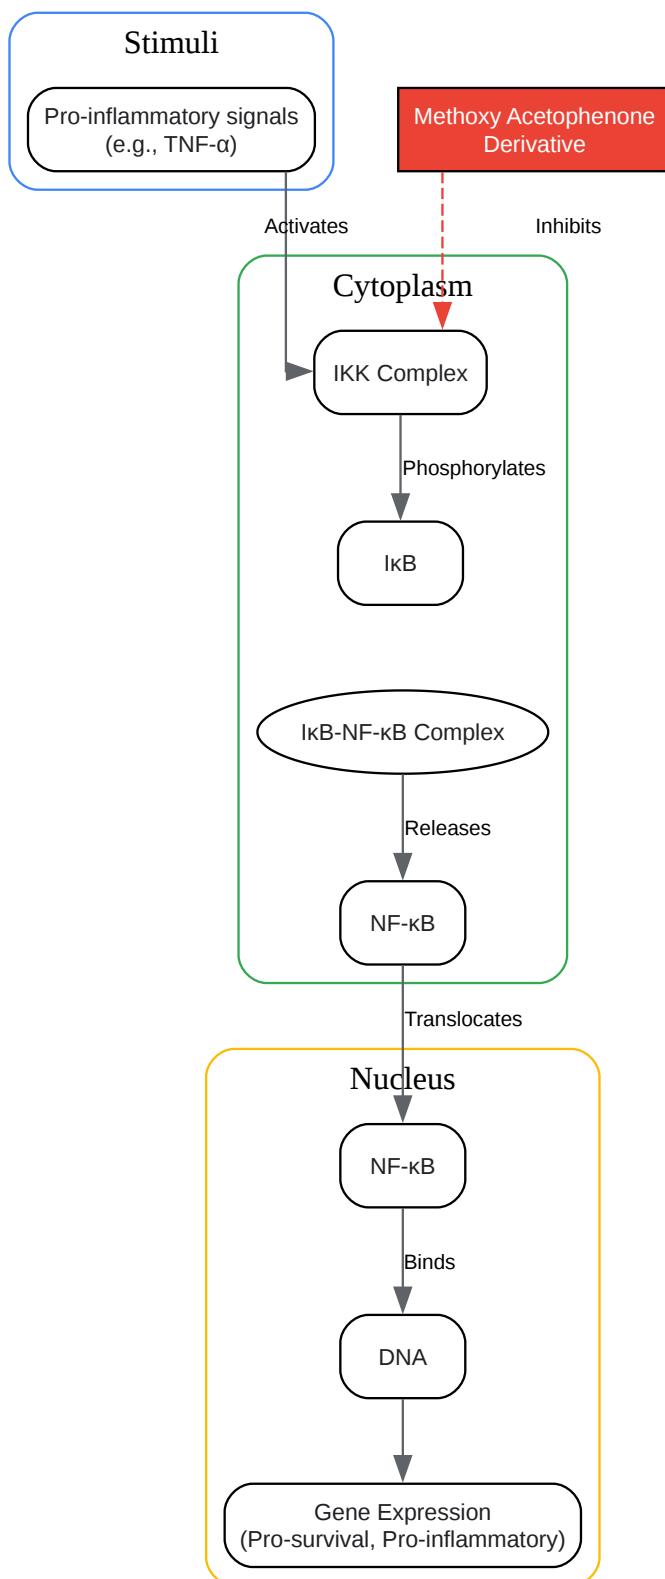 Stimuli
Pro-inflammatory signals
(e.g., TNF-α)
Methoxy Acetophenone
Derivative
Activates
Inhibits
Cytoplasm
IKK Complex
Phosphorylates
IκB
IκB-NF-κB Complex
Releases
NF-κB
Translocates
Nucleus
NF-κB
Binds
DNA
Gene Expression
(Pro-survival, Pro-inflammatory)